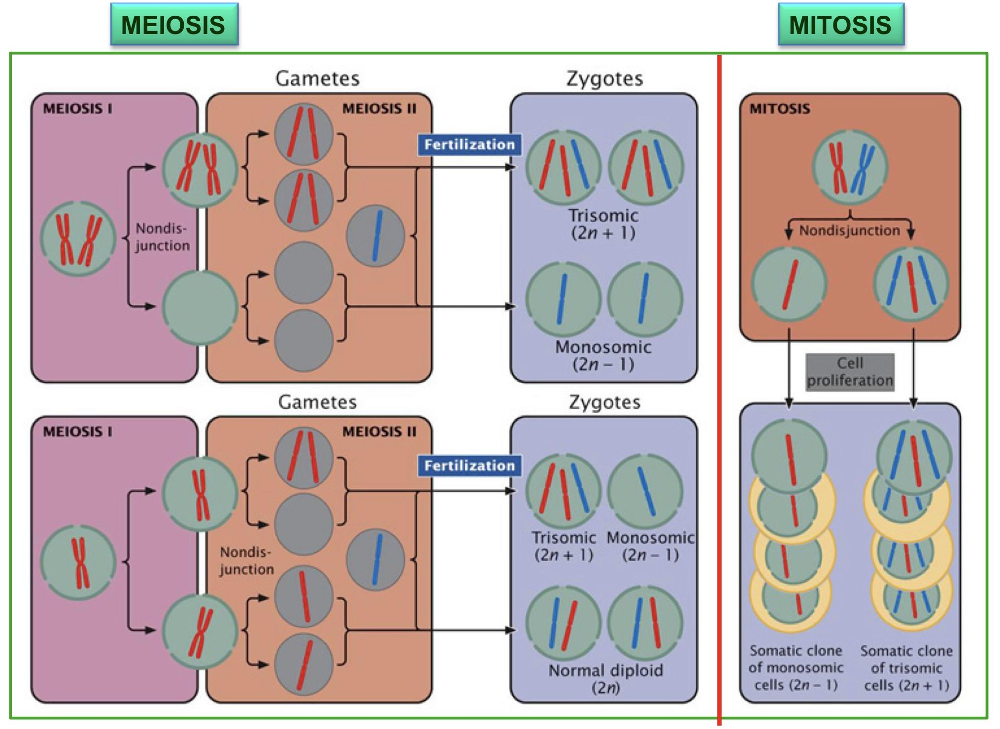 MEIOSIS
MITOSIS
Gametes
Zygotes
MEIOSIS I
MEIOSIS II
Nondis-
junction
Fertilization
Trisomic
(2n + 1)
Monosomic
(2n − 1)
Gametes
Zygotes
MEIOSIS I
MEIOSIS II
Nondis-
junction
Fertilization
Trisomic
(2n + 1)
Monosomic
(2n − 1)
Normal diploid
(2n)
MITOSIS
Nondisjunction
Cell
proliferation
Somatic clone
of monosomic
cells (2n − 1)
Somatic clone
of trisomic
cells (2n + 1)